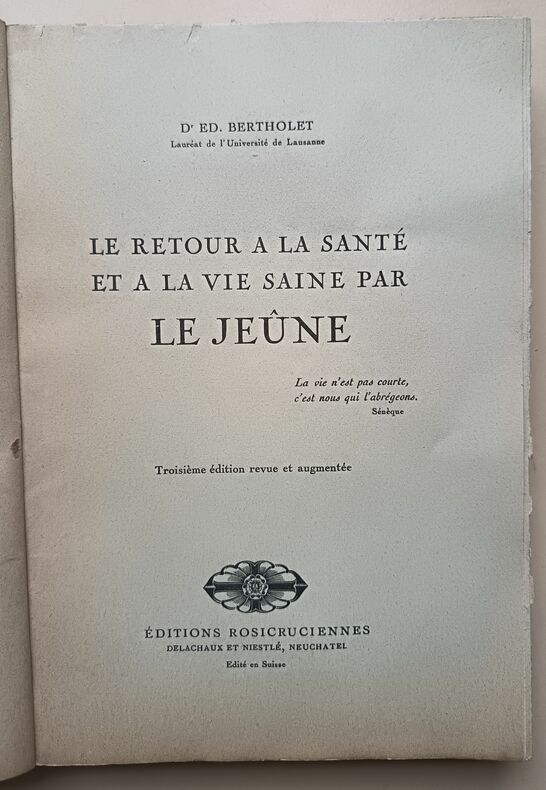 Dʳ ED. BERTHOLET
Lauréat de l'Université de Lausanne
LE RETOUR A LA SANTÉ
ET A LA VIE SAINE PAR
LE JEÛNE
La vie n'est pas courte,
c'est nous qui l'abrégeons.
Sénèque
Troisième édition revue et augmentée
ÉDITIONS ROSICRUCIENNES
DELACHAUX ET NIESTLÉ, NEUCHATEL
Edité en Suisse